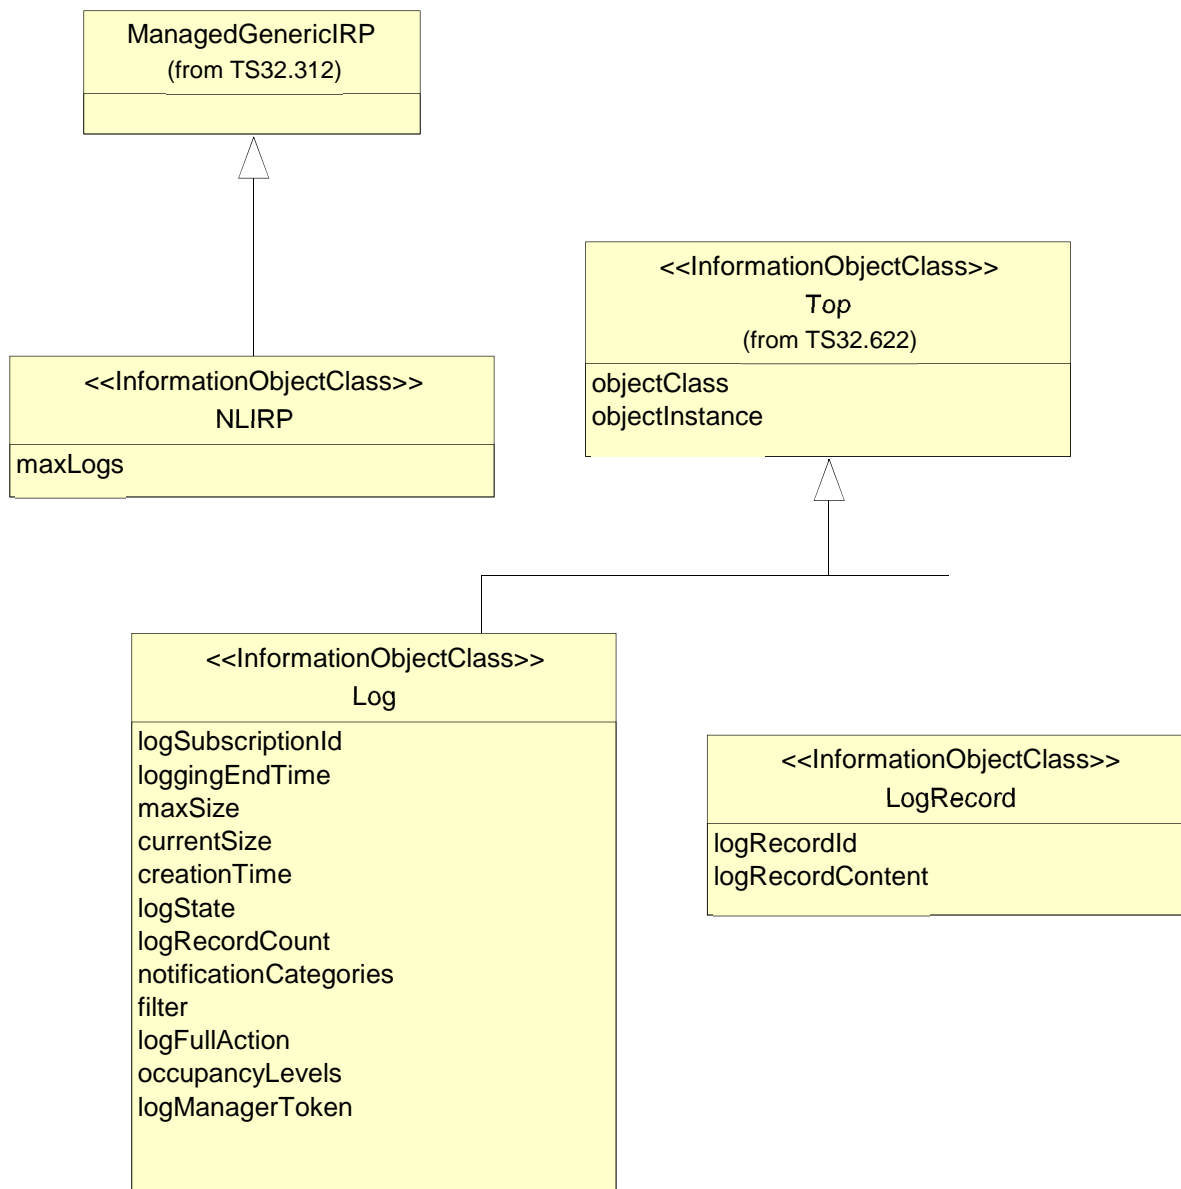 ManagedGenericIRP
(from TS32.312)
<<InformationObjectClass>>
Top
(from TS32.622)
objectClass
objectInstance
<<InformationObjectClass>>
NLIRP
maxLogs
<<InformationObjectClass>>
Log
logSubscriptionId
loggingEndTime
maxSize
currentSize
creationTime
logState
logRecordCount
notificationCategories
filter
logFullAction
occupancyLevels
logManagerToken
<<InformationObjectClass>>
LogRecord
logRecordId
logRecordContent